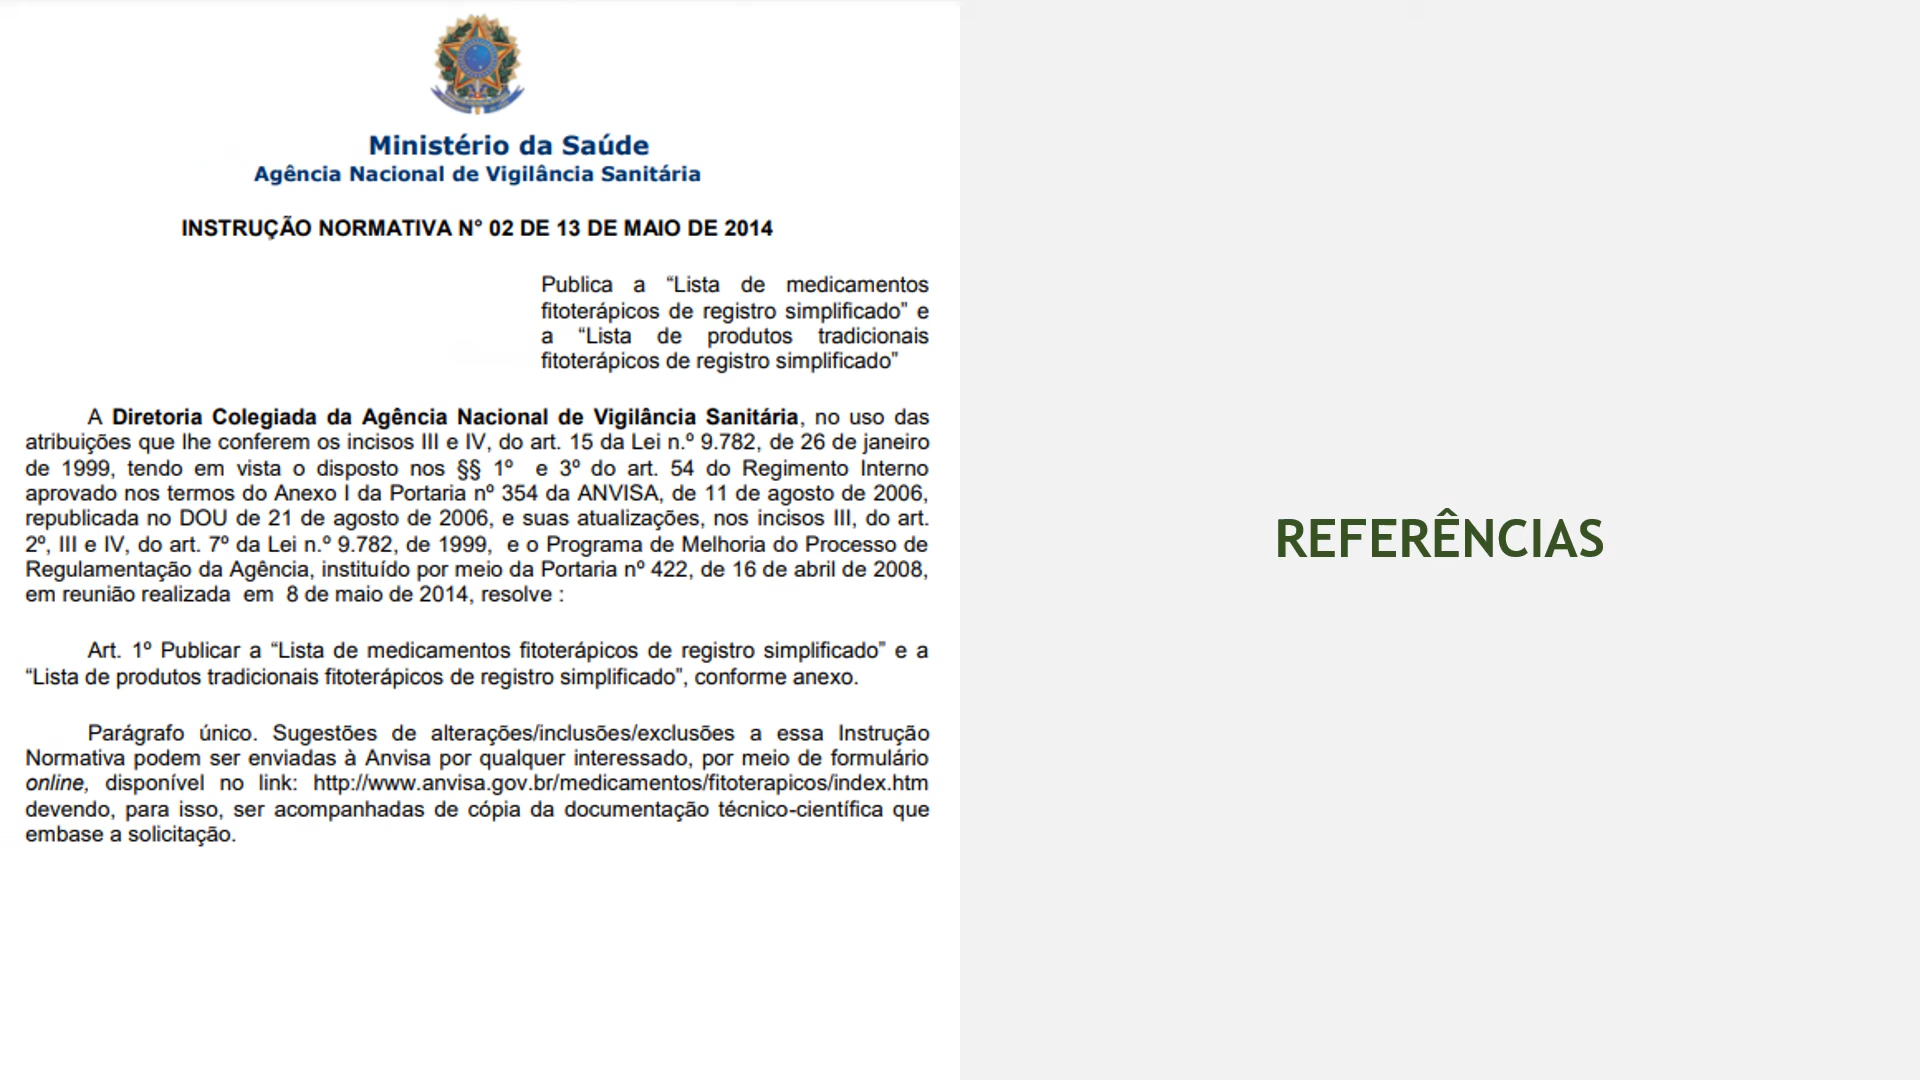 Ministério da Saúde
Agência Nacional de Vigilância Sanitária
INSTRUÇÃO NORMATIVA N° 02 DE 13 DE MAIO DE 2014
Publica a “Lista de medicamentos
fitoterápicos de registro simplificado” e
a “Lista de produtos tradicionais
fitoterápicos de registro simplificado”
A Diretoria Colegiada da Agência Nacional de Vigilância Sanitária, no uso das
atribuições que lhe conferem os incisos III e IV, do art. 15 da Lei n.º 9.782, de 26 de janeiro
de 1999, tendo em vista o disposto nos §§ 1º e 3º do art. 54 do Regimento Interno
aprovado nos termos do Anexo I da Portaria nº 354 da ANVISA, de 11 de agosto de 2006,
republicada no DOU de 21 de agosto de 2006, e suas atualizações, nos incisos III, do art.
2º, III e IV, do art. 7º da Lei n.º 9.782, de 1999, e o Programa de Melhoria do Processo de
Regulamentação da Agência, instituído por meio da Portaria nº 422, de 16 de abril de 2008,
em reunião realizada em 8 de maio de 2014, resolve :
Art. 1º Publicar a “Lista de medicamentos fitoterápicos de registro simplificado” e a
“Lista de produtos tradicionais fitoterápicos de registro simplificado”, conforme anexo.
Parágrafo único. Sugestões de alterações/inclusões/exclusões a essa Instrução
Normativa podem ser enviadas à Anvisa por qualquer interessado, por meio de formulário
online, disponível no link: http://www.anvisa.gov.br/medicamentos/fitoterapicos/index.htm
devendo, para isso, ser acompanhadas de cópia da documentação técnico-científica que
embase a solicitação.
REFERÊNCIAS